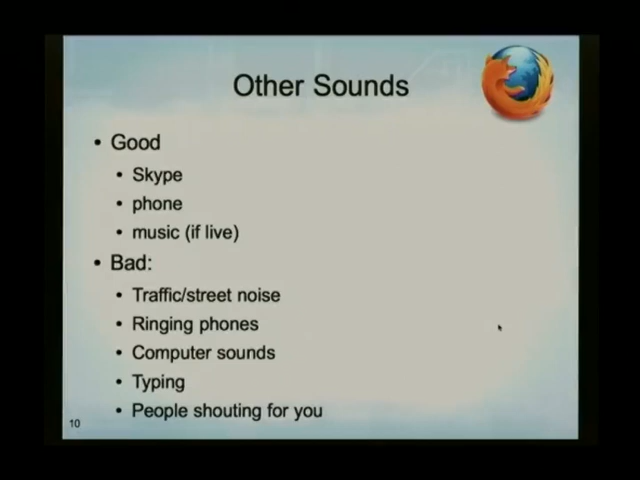 Other Sounds
• Good
• Skype
• phone
• music (if live)
• Bad:
• Traffic/street noise
• Ringing phones
• Computer sounds
• Typing
• People shouting for you
10